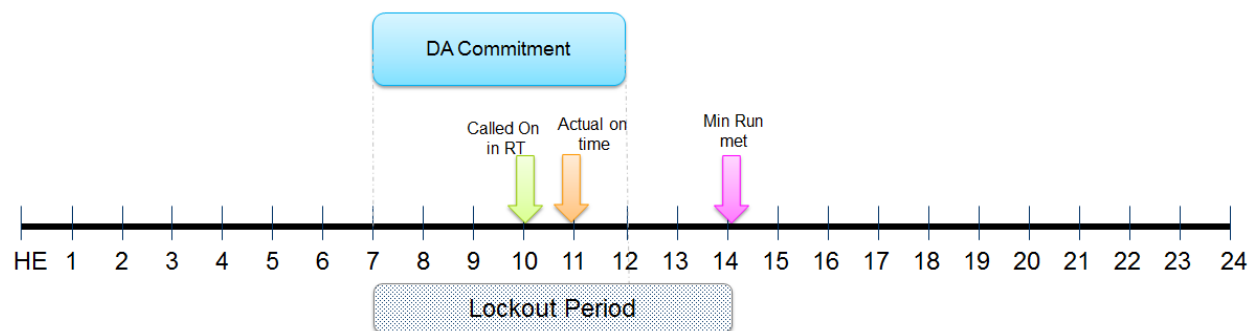 DA Commitment
Called On
in RT
Actual on
time
Min Run
met
HE 1 2 3 4 5 6 7 8 9 10 11 12 13 14 15 16 17 18 19 20 21 22 23 24
Lockout Period